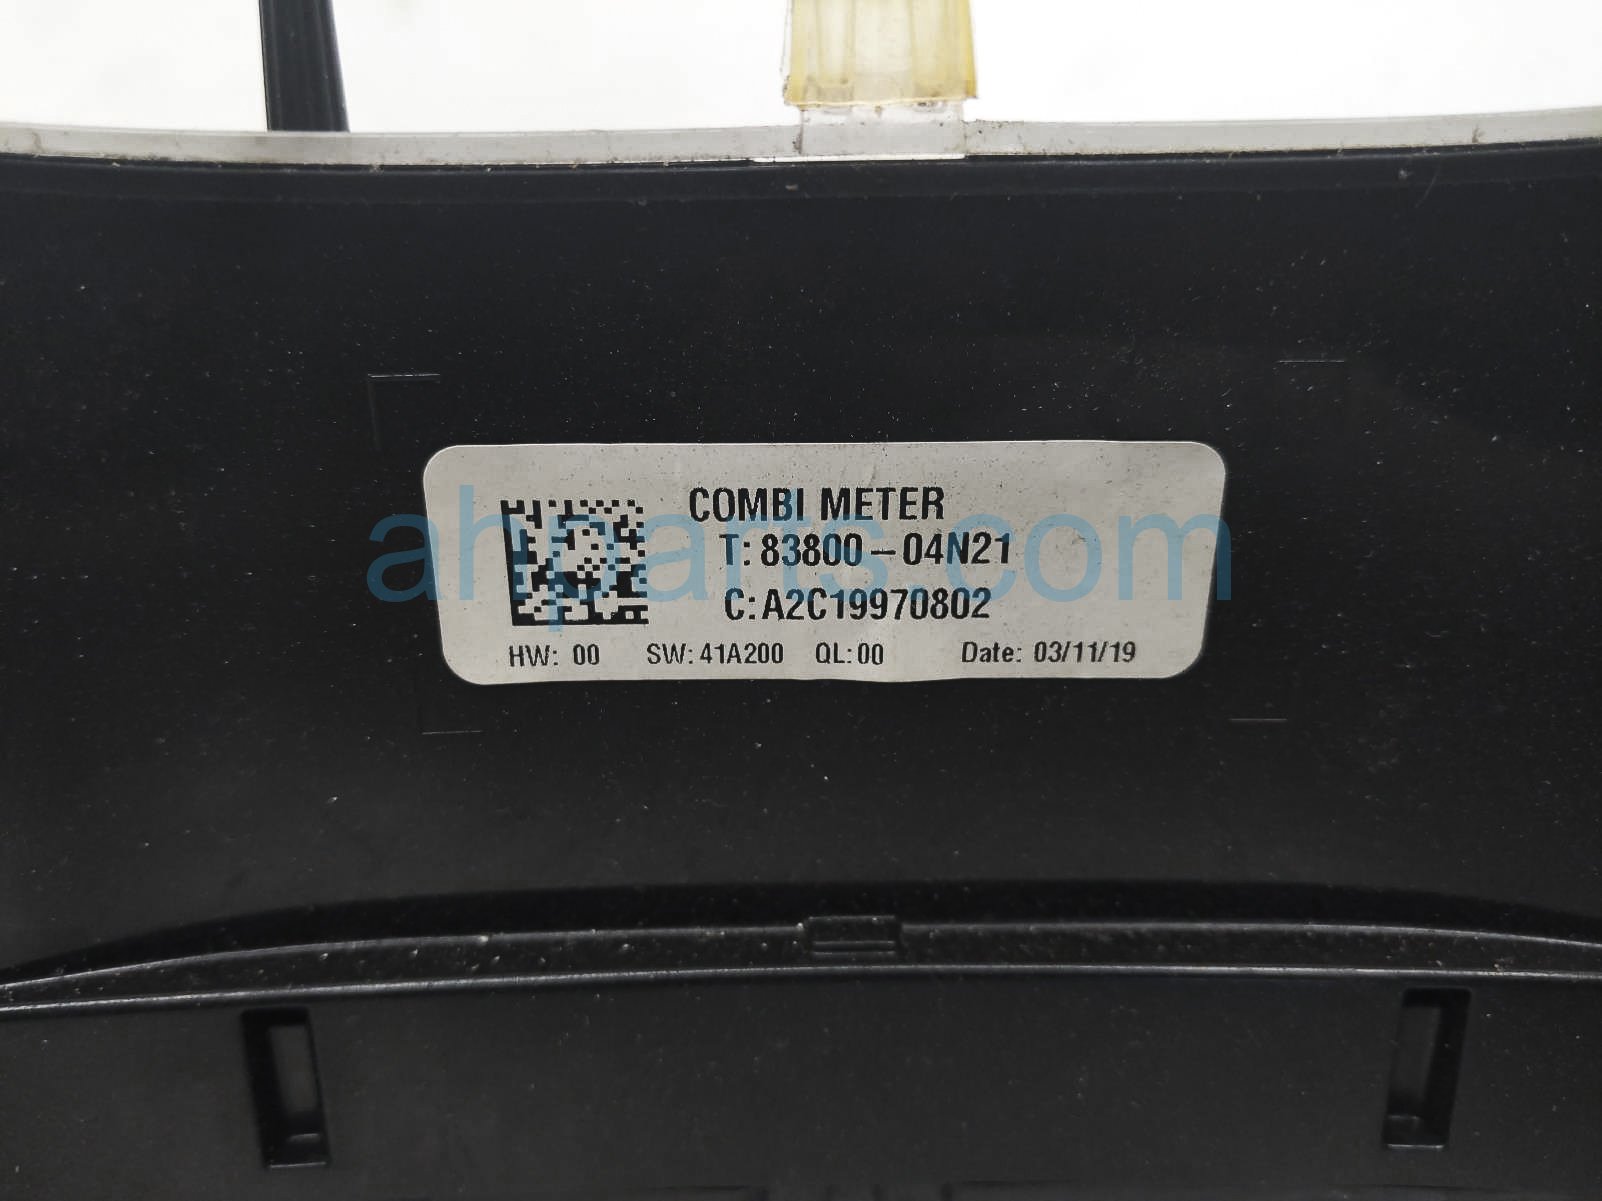 COMBI METER
T: 83800-04N21
C: A2C19970802
HW: 00 SW: 41A200 QL: 00 Date: 03/11/19
ahparts.com